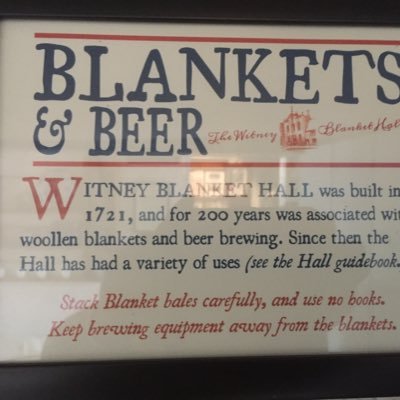 BLANKETS
& BEER The Witney Blanket Hall
WITNEY BLANKET HALL was built in
1721, and for 200 years was associated wi
woollen blankets and beer brewing. Since then the
Hall has had a variety of uses (see the Hall guidebook.
Stack Blanket bales carefully, and use no hooks.
Keep brewing equipment away from the blankets.